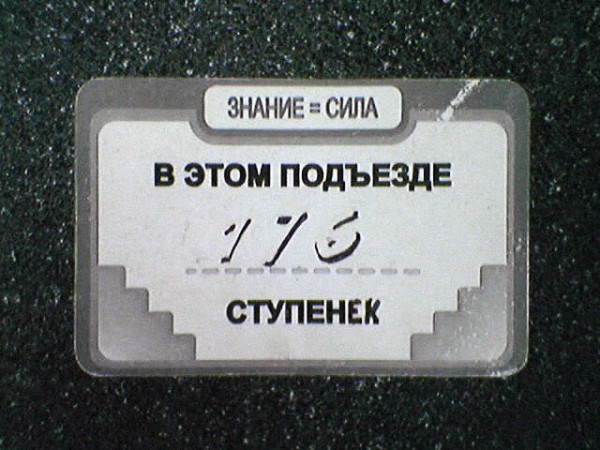 ЗНАНИЕ = СИЛА
В ЭТОМ ПОДЪЕЗДЕ
176
СТУПЕНЕК